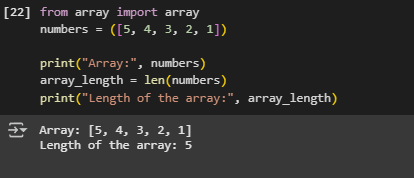 [22] from array import array
numbers = ([5, 4, 3, 2, 1])
print("Array:", numbers)
array_length = len(numbers)
print("Length of the array:", array_length)
Array: [5, 4, 3, 2, 1]
Length of the array: 5